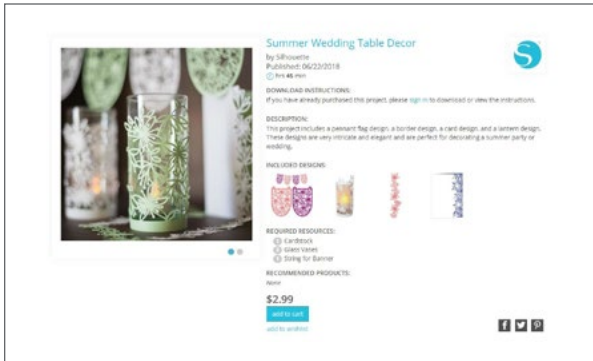 Summer Wedding Table Decor
by Silhouette
Published: 06/22/2018
hrs 45 min
DOWNLOAD INSTRUCTIONS:
If you have already purchased this project, please sign in to download or view the instructions.
DESCRIPTION:
This project includes a pennant flag design, a border design, a card design, and a lantern design.
These designs are very intricate and elegant and are perfect for decorating a summer party or
wedding.
INCLUDED DESIGNS:
REQUIRED RESOURCES:
Cardstock
Glass Vases
String for Banner
RECOMMENDED PRODUCTS:
None
$2.99
add to cart
add to wishlist